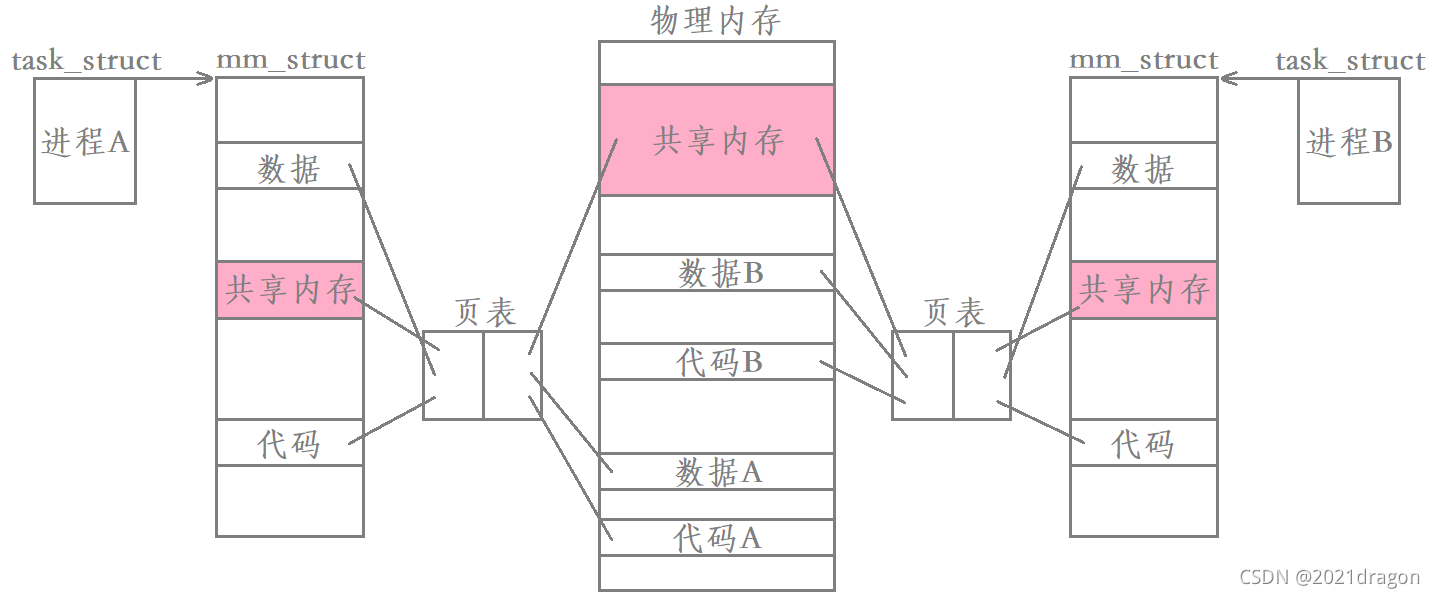 物理内存
task_struct
mm_struct
mm_struct
task_struct
进程A
数据
共享内存
数据
进程B
共享内存
数据B
共享内存
页表
页表
代码B
代码
代码
数据A
代码A
CSDN @2021dragon